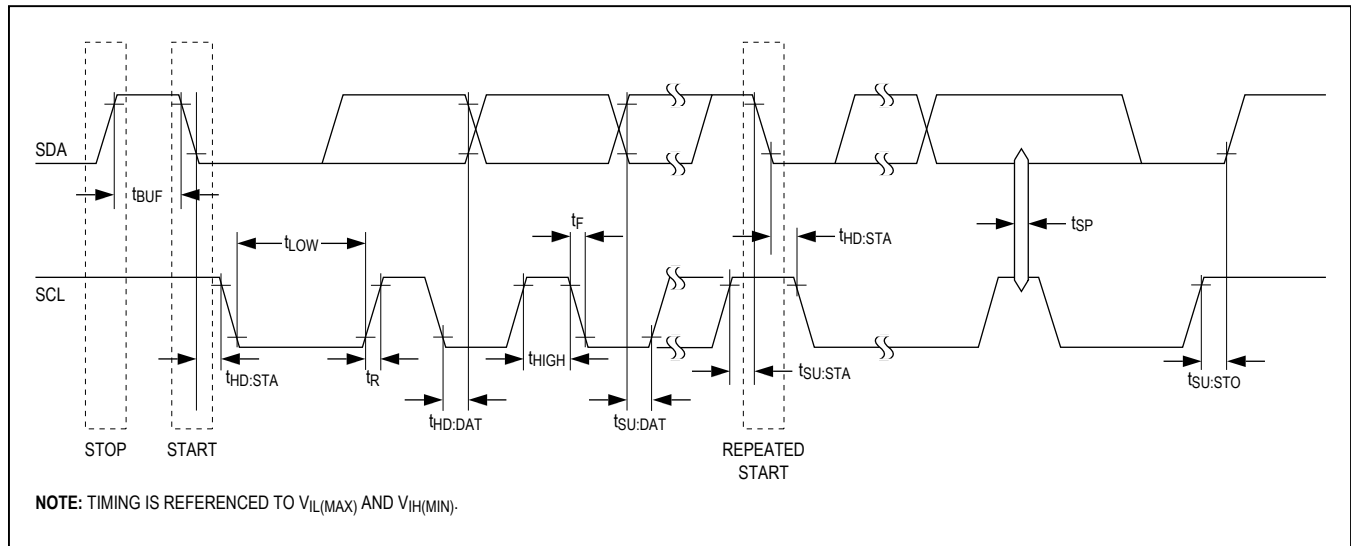 SDA
tBUF
tF
tLOW
tHD:STA
tSP
SCL
tHD:STA
tR
tHIGH
tSU:STA
tSU:STO
tHD:DAT
tSU:DAT
STOP
START
REPEATED
START
NOTE: TIMING IS REFERENCED TO VIL(MAX) AND VIH(MIN).